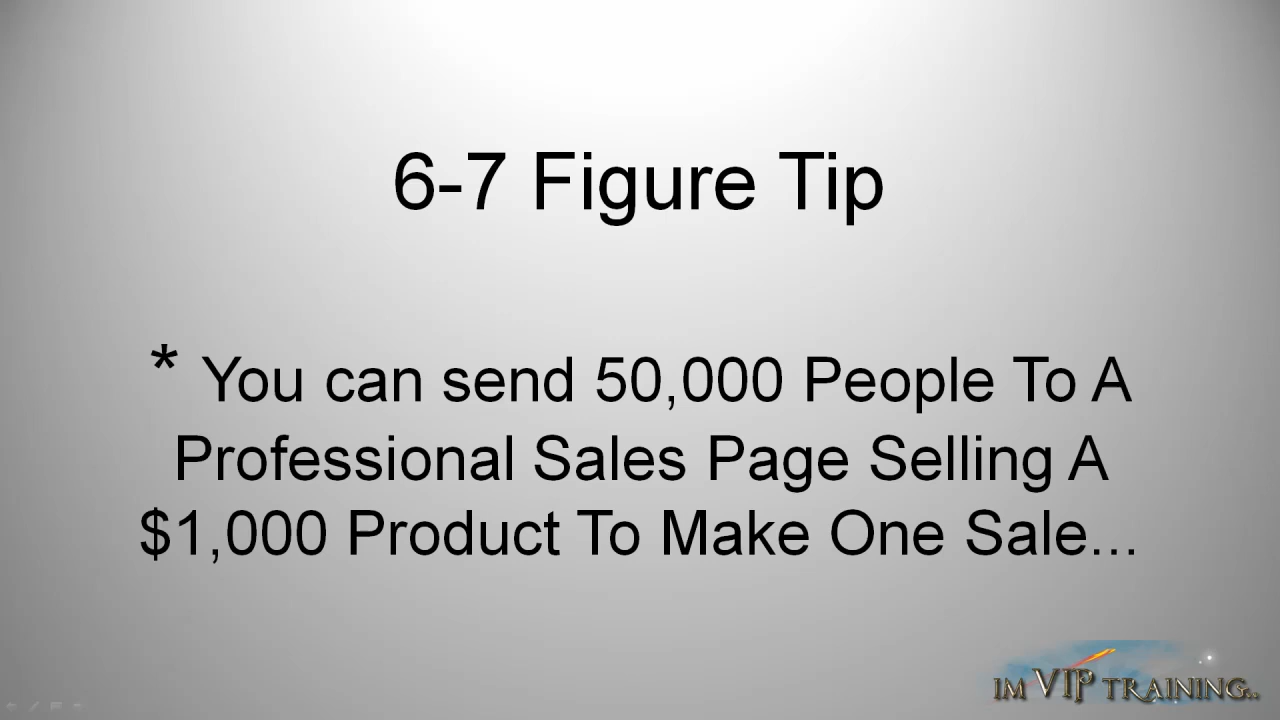 6-7 Figure Tip
* You can send 50,000 People To A
Professional Sales Page Selling A
$1,000 Product To Make One Sale...
IM VIP TRAINING..